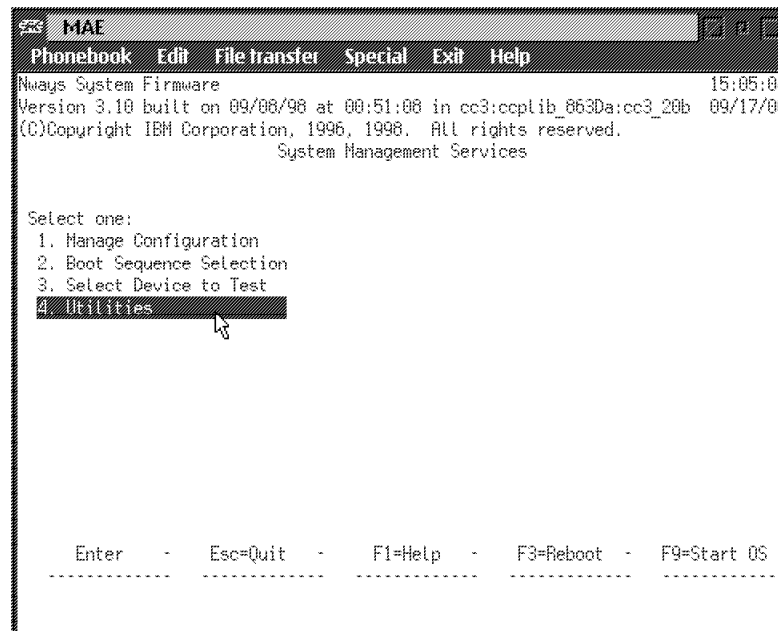 MAE
Phonebook Edit File transfer Special Exit Help
Nways System Firmware 15:05:0
Version 3.10 built on 09/08/98 at 00:51:08 in cc3:ccplib_863Da:cc3_20b 09/17/0
(C)Copyright IBM Corporation, 1996, 1998. All rights reserved.
System Management Services
Select one:
1. Manage Configuration
2. Boot Sequence Selection
3. Select Device to Test
4. Utilities
Enter - Esc=Quit - F1=Help - F3=Reboot - F9=Start OS